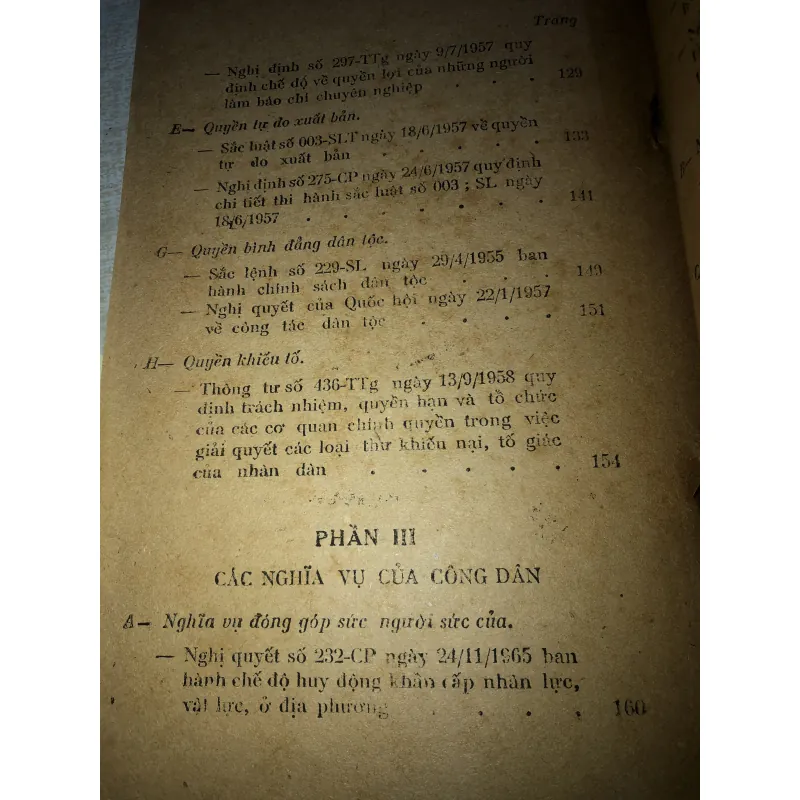 Trang
— Nghị định số 297-TTg ngày 9/7/1957 quy
định chế độ về quyền lợi của những người
làm báo chí chuyên nghiệp . . . 129
E— Quyền tự do xuất bản.
— Sắc luật số 003-SLT ngày 18/6/1957 về quyền
tự do xuất bản . . . . . 133
— Nghị định số 275-CP ngày 24/6/1957 quy định
chi tiết thi hành sắc luật số 003 ; SL ngày
18/6/1957 . . . . . . . 141
G— Quyền bình đẳng dân tộc.
— Sắc lệnh số 229-SL ngày 29/4/1955 ban
hành chính sách dân tộc . . . . 149
— Nghị quyết của Quốc hội ngày 22/1/1957
về công tác dân tộc . . . . 151
H— Quyền khiếu tố.
— Thông tư số 436-TTg ngày 13/9/1958 quy
định trách nhiệm, quyền hạn và tổ chức
của các cơ quan chính quyền trong việc
giải quyết các loại thư khiếu nại, tố giác
của nhân dân . . . . . 154
PHẦN III
CÁC NGHĨA VỤ CỦA CÔNG DÂN
A— Nghĩa vụ đóng góp sức người sức của.
— Nghị quyết số 232-CP ngày 24/11/1965 ban
hành chế độ huy động khẩn cấp nhân lực,
vật lực, ở địa phương . . . . 160